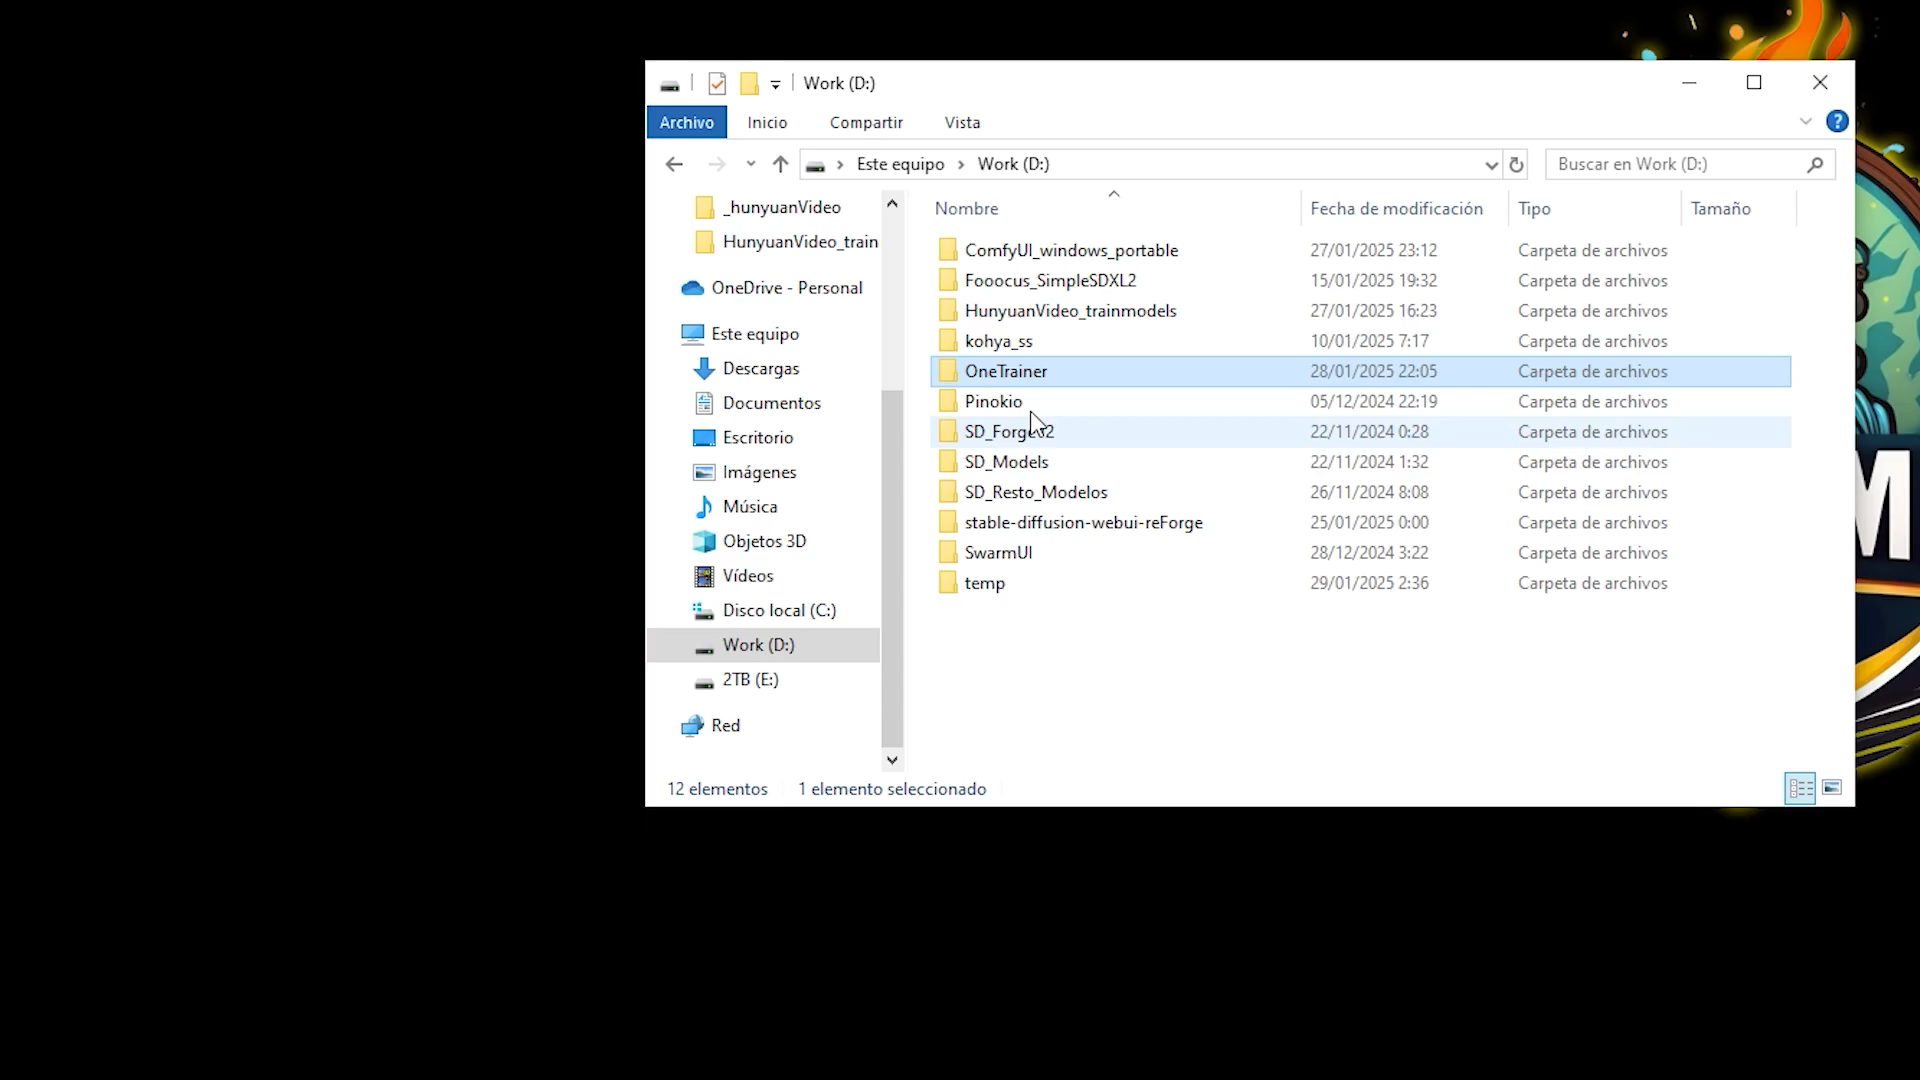 Work (D:)
Archivo Inicio Compartir Vista
Este equipo Work (D:) Buscar en Work (D:)
_hunyuanVideo
HunyuanVideo_train
OneDrive - Personal
Este equipo
Descargas
Documentos
Escritorio
Imágenes
Música
Objetos 3D
Vídeos
Disco local (C:)
Work (D:)
2TB (E:)
Red
Nombre Fecha de modificación Tipo Tamaño
ComfyUI_windows_portable 27/01/2025 23:12 Carpeta de archivos
Fooocus_SimpleSDXL2 15/01/2025 19:32 Carpeta de archivos
HunyuanVideo_trainmodels 27/01/2025 16:23 Carpeta de archivos
kohya_ss 10/01/2025 7:17 Carpeta de archivos
OneTrainer 28/01/2025 22:05 Carpeta de archivos
Pinokio 05/12/2024 22:19 Carpeta de archivos
22/11/2024 0:28 Carpeta de archivos
SD_Models 22/11/2024 1:32 Carpeta de archivos
SD_Resto_Modelos 26/11/2024 8:08 Carpeta de archivos
stable-diffusion-webui-reForge 25/01/2025 0:00 Carpeta de archivos
SwarmUI 28/12/2024 3:22 Carpeta de archivos
temp 29/01/2025 2:36 Carpeta de archivos
12 elementos 1 elemento seleccionado
M